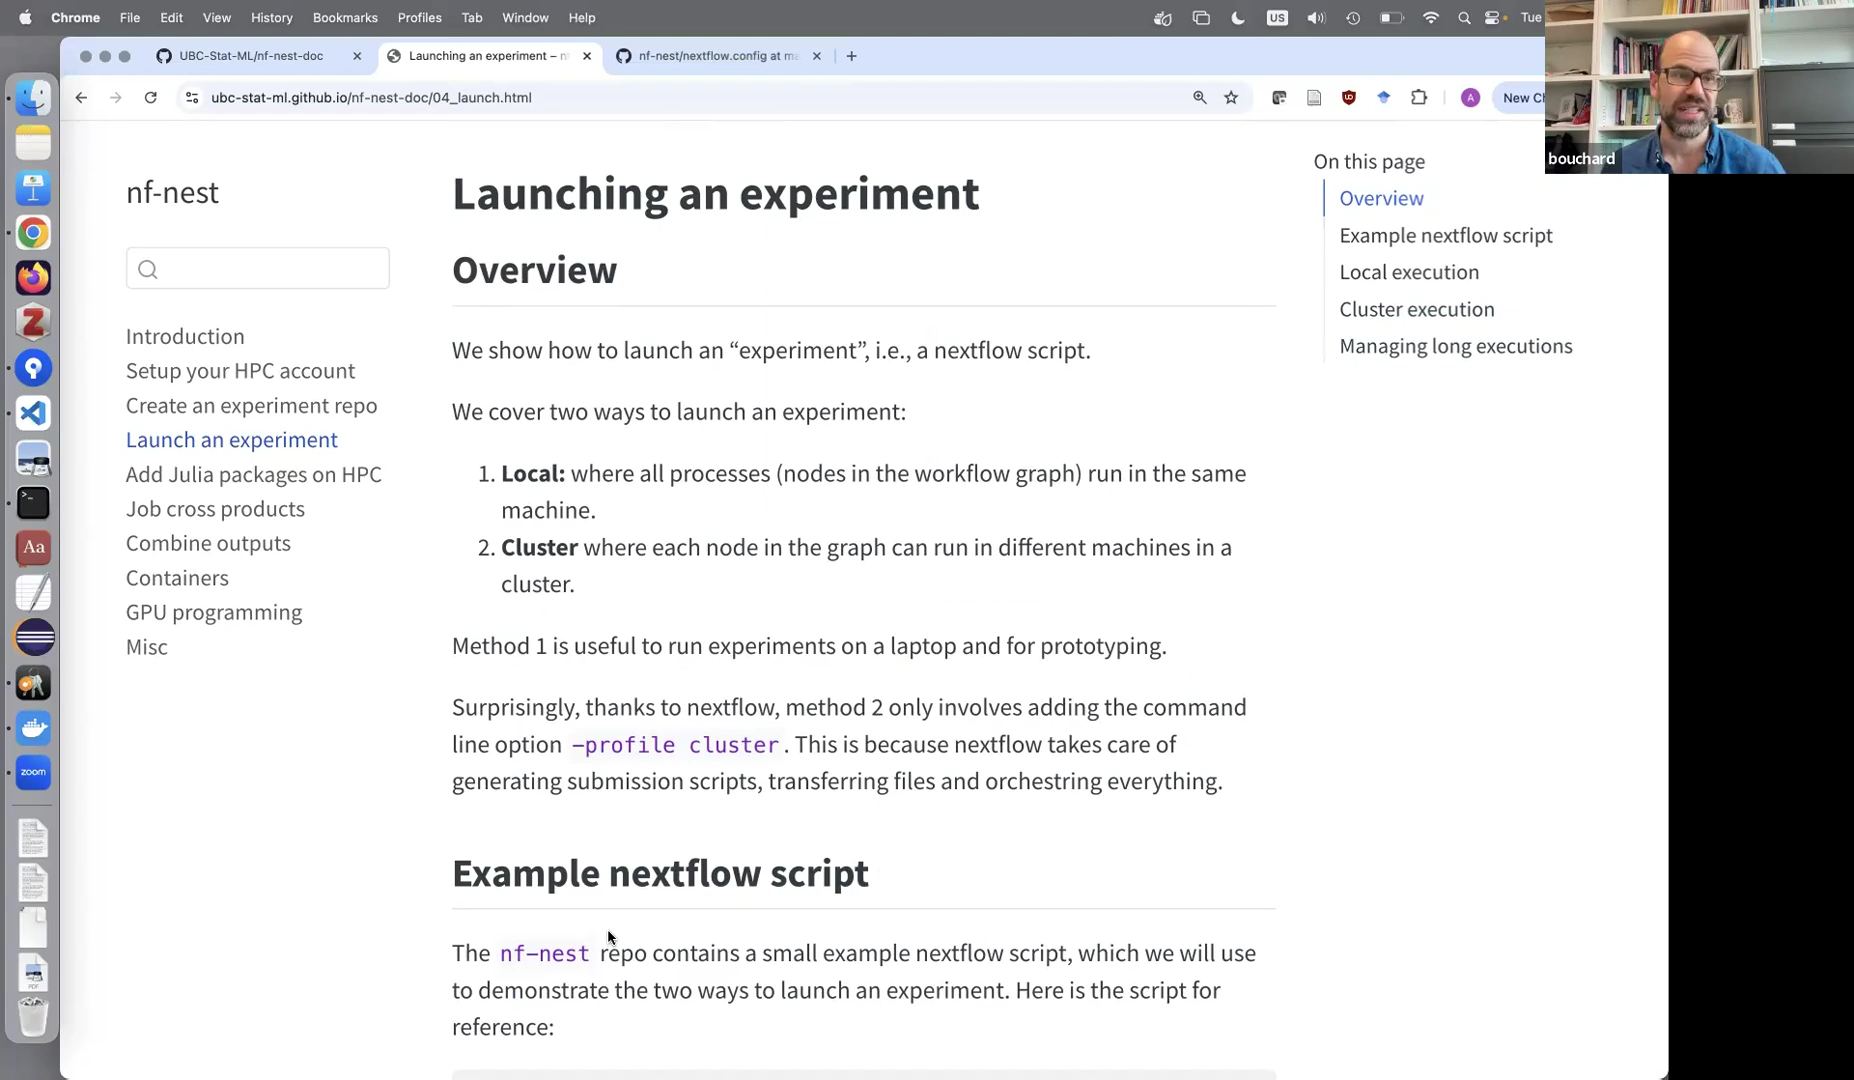 Chrome File Edit View History Bookmarks Profiles Tab Window Help US Tue
UBC-Stat-ML/nf-nest-doc
Launching an experiment – n
nf-nest/nextflow.config at ma
ubc-stat-ml.github.io/nf-nest-doc/04_launch.html
A
New Ch
bouchard
nf-nest
Introduction
Setup your HPC account
Create an experiment repo
Launch an experiment
Add Julia packages on HPC
Job cross products
Combine outputs
Containers
GPU programming
Misc
Launching an experiment
Overview
We show how to launch an “experiment”, i.e., a nextflow script.
We cover two ways to launch an experiment:
1. Local: where all processes (nodes in the workflow graph) run in the same
machine.
2. Cluster where each node in the graph can run in different machines in a
cluster.
Method 1 is useful to run experiments on a laptop and for prototyping.
Surprisingly, thanks to nextflow, method 2 only involves adding the command
line option -profile cluster. This is because nextflow takes care of
generating submission scripts, transferring files and orchestring everything.
Example nextflow script
The nf-nest repo contains a small example nextflow script, which we will use
to demonstrate the two ways to launch an experiment. Here is the script for
reference:
On this page
Overview
Example nextflow script
Local execution
Cluster execution
Managing long executions
Z
Aa
zoom
PDF